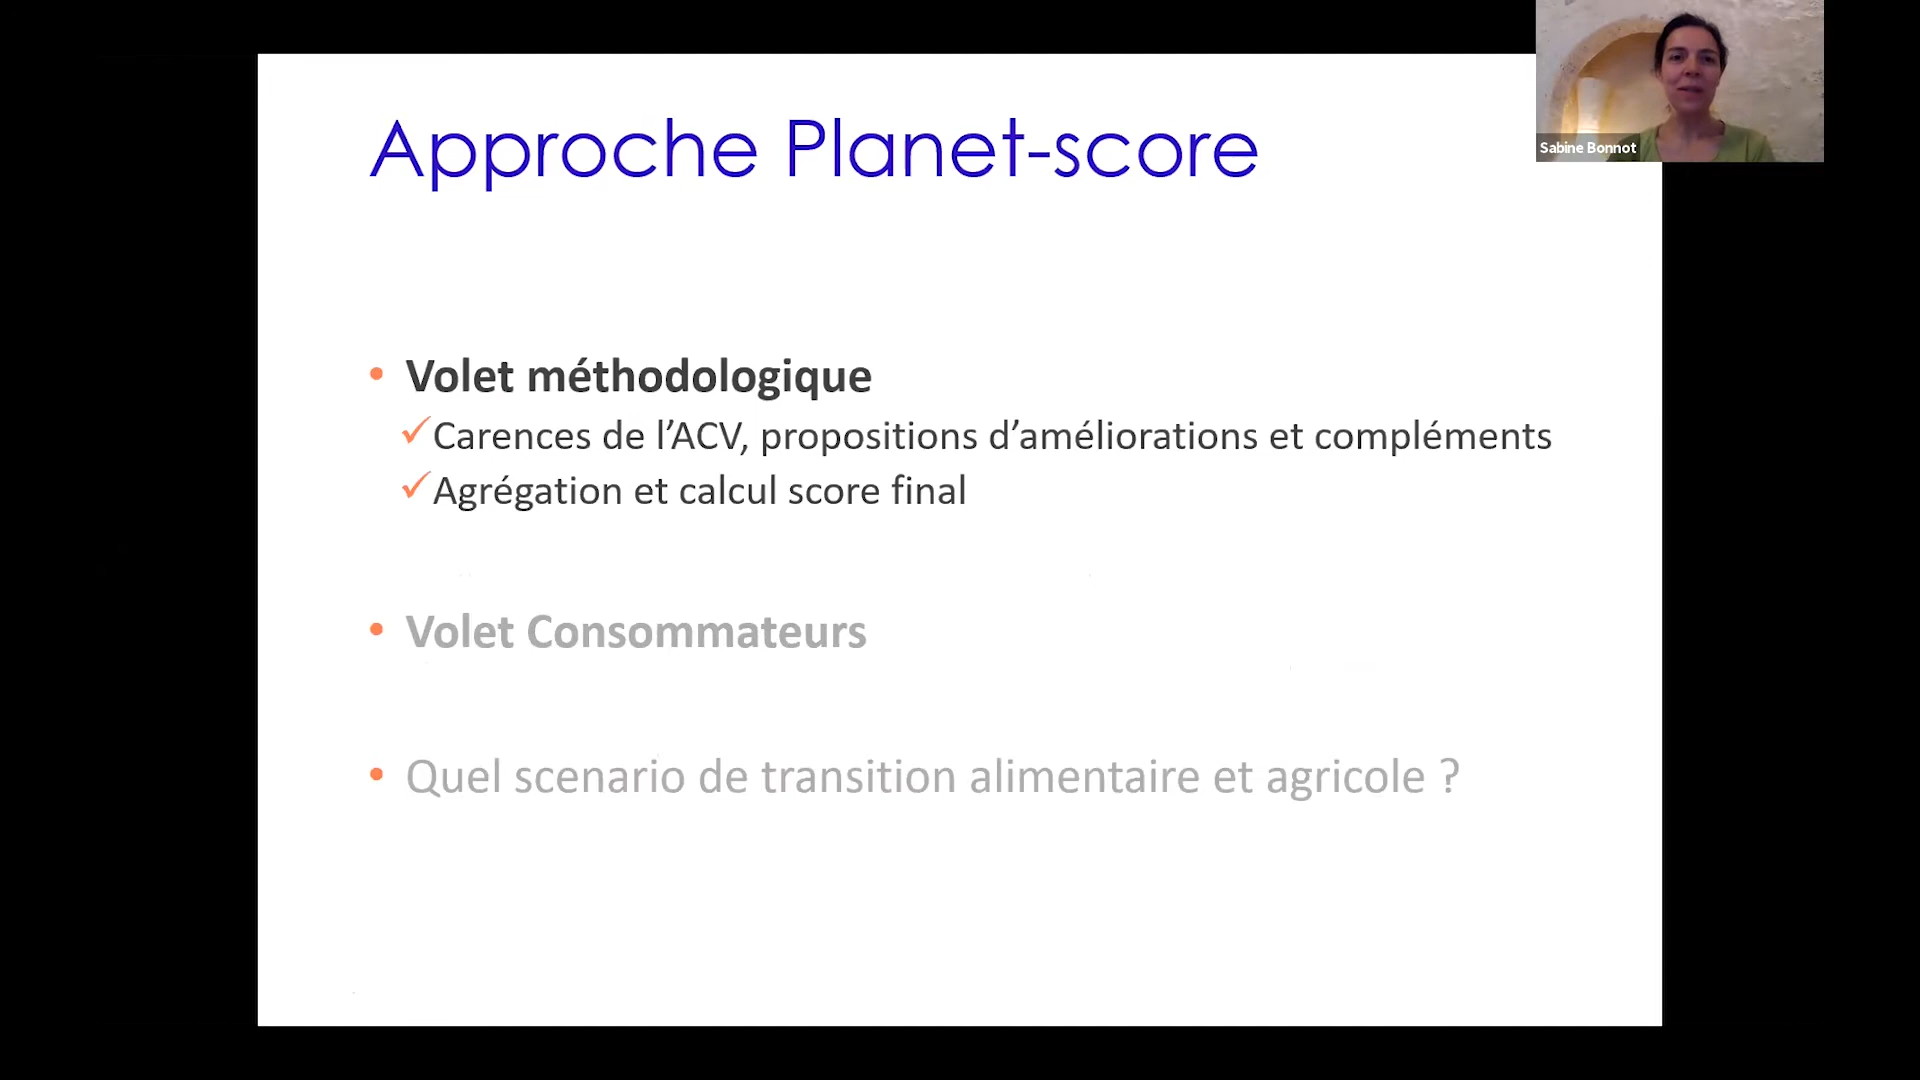 Approche Planet-score
Sabine Bonnot
• Volet méthodologique
✓Carences de l’ACV, propositions d’améliorations et compléments
✓Agrégation et calcul score final
• Volet Consommateurs
• Quel scenario de transition alimentaire et agricole ?